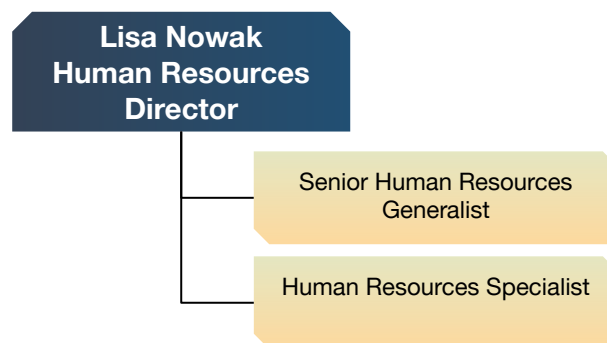 Lisa Nowak
Human Resources
Director
Senior Human Resources
Generalist
Human Resources Specialist